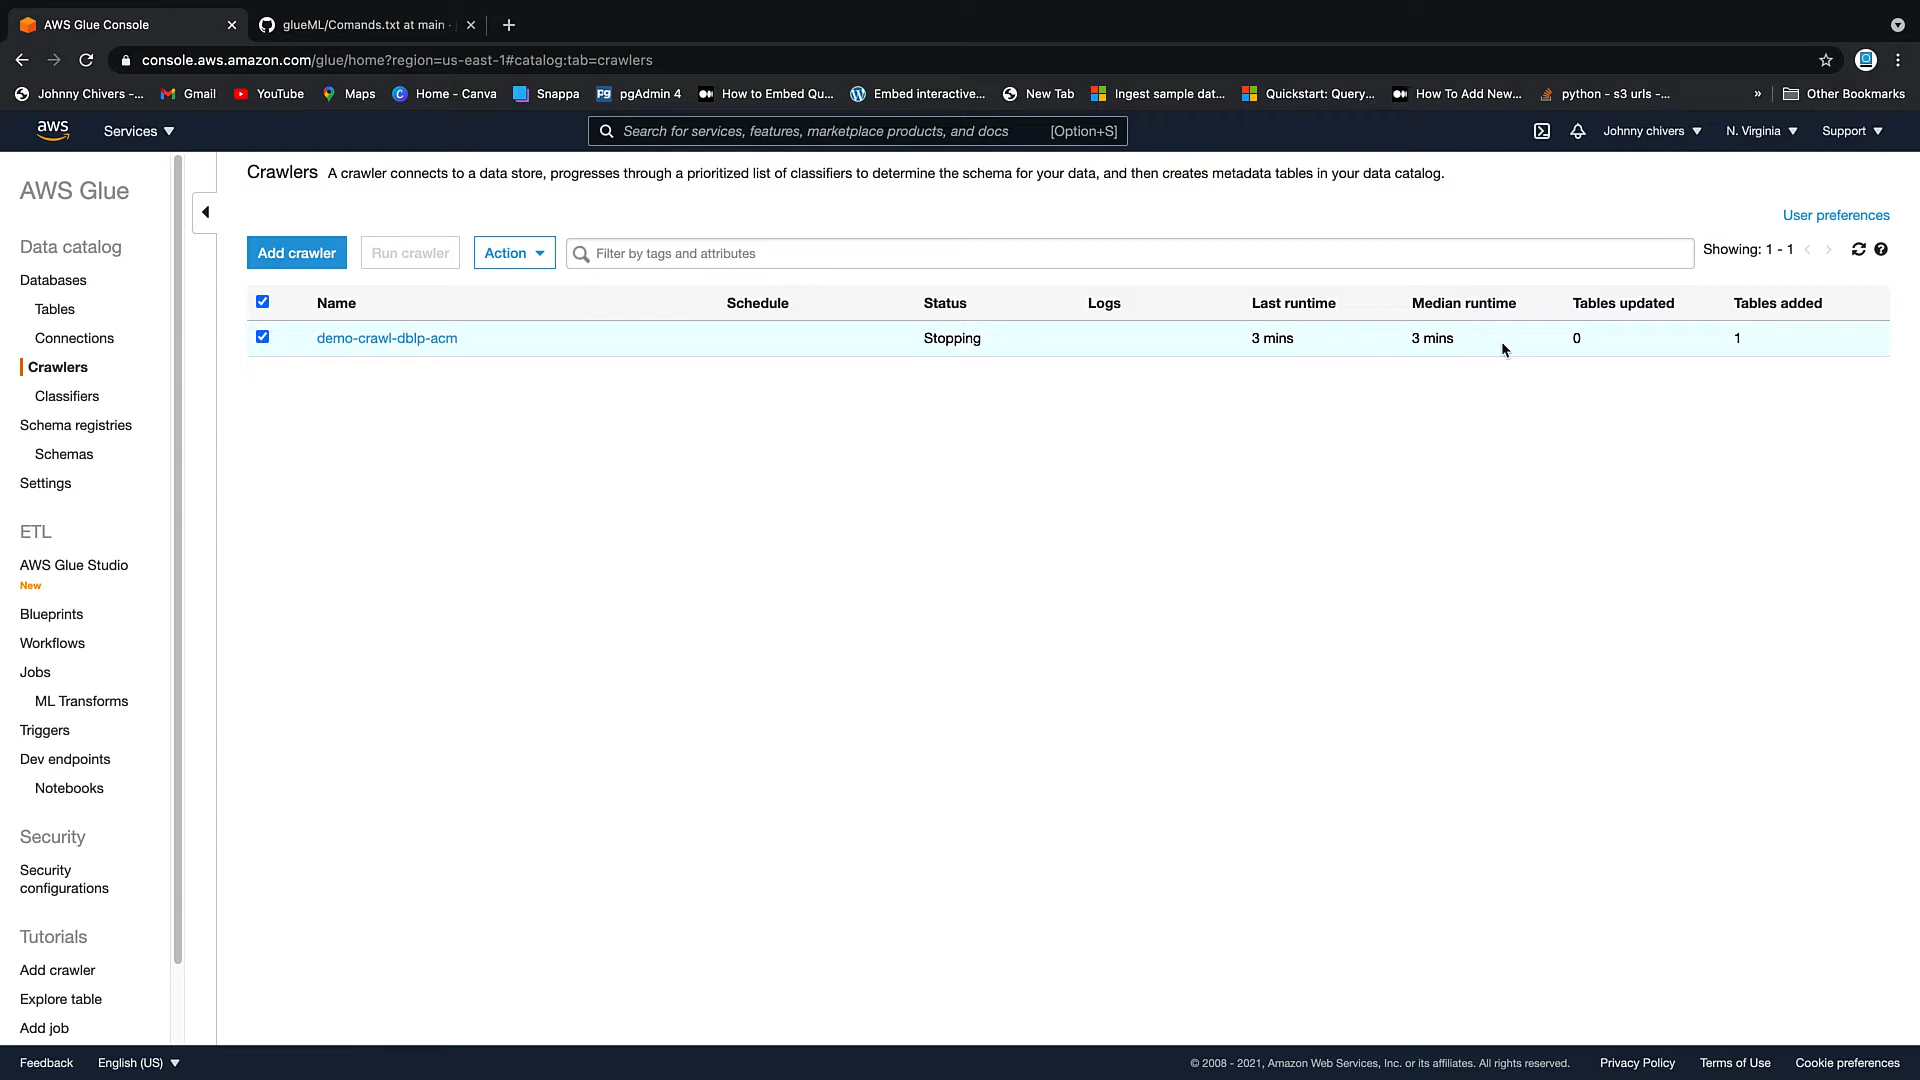 AWS Glue Console
glueML/Comands.txt at main ·
console.aws.amazon.com/glue/home?region=us-east-1#catalog:tab=crawlers
Johnny Chivers -... Gmail YouTube Maps Home - Canva Snappa pgAdmin 4 How to Embed Qu... Embed interactive... New Tab Ingest sample dat... Quickstart: Query... How To Add New... python - s3 urls -... » Other Bookmarks
aws Services Search for services, features, marketplace products, and docs [Option+S] Johnny chivers N. Virginia Support
AWS Glue
Data catalog
Databases
Tables
Connections
Crawlers
Classifiers
Schema registries
Schemas
Settings
ETL
AWS Glue Studio
New
Blueprints
Workflows
Jobs
ML Transforms
Triggers
Dev endpoints
Notebooks
Security
Security
configurations
Tutorials
Add crawler
Explore table
Add job
Crawlers A crawler connects to a data store, progresses through a prioritized list of classifiers to determine the schema for your data, and then creates metadata tables in your data catalog.
User preferences
Add crawler Run crawler Action Filter by tags and attributes Showing: 1 - 1
Name Schedule Status Logs Last runtime Median runtime Tables updated Tables added
demo-crawl-dblp-acm Stopping 3 mins 3 mins 0 1
Feedback English (US) © 2008 - 2021, Amazon Web Services, Inc. or its affiliates. All rights reserved. Privacy Policy Terms of Use Cookie preferences